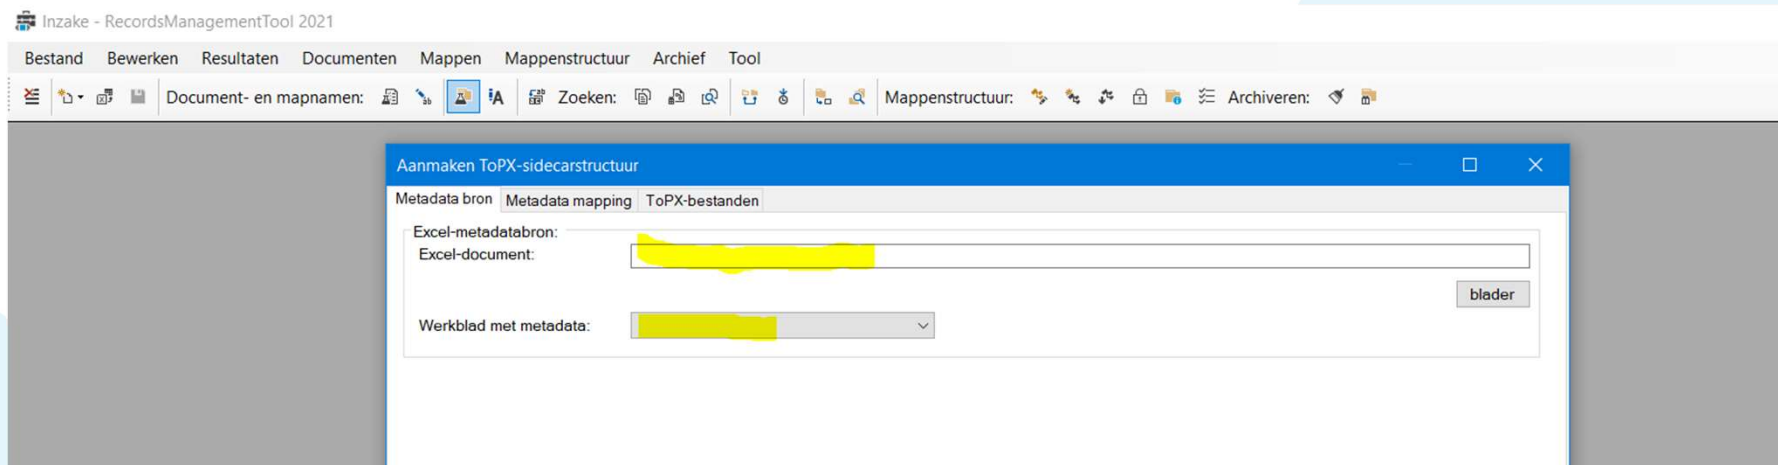 Inzake - RecordsManagementTool 2021
Bestand Bewerken Resultaten Documenten Mappen Mappenstructuur Archief Tool
Document- en mapnamen: Zoeken: Mappenstructuur: Archiveren:
Aanmaken ToPX-sidecarstructuur
Metadata bron Metadata mapping ToPX-bestanden
Excel-metadatabron:
Excel-document:
blader
Werkblad met metadata: